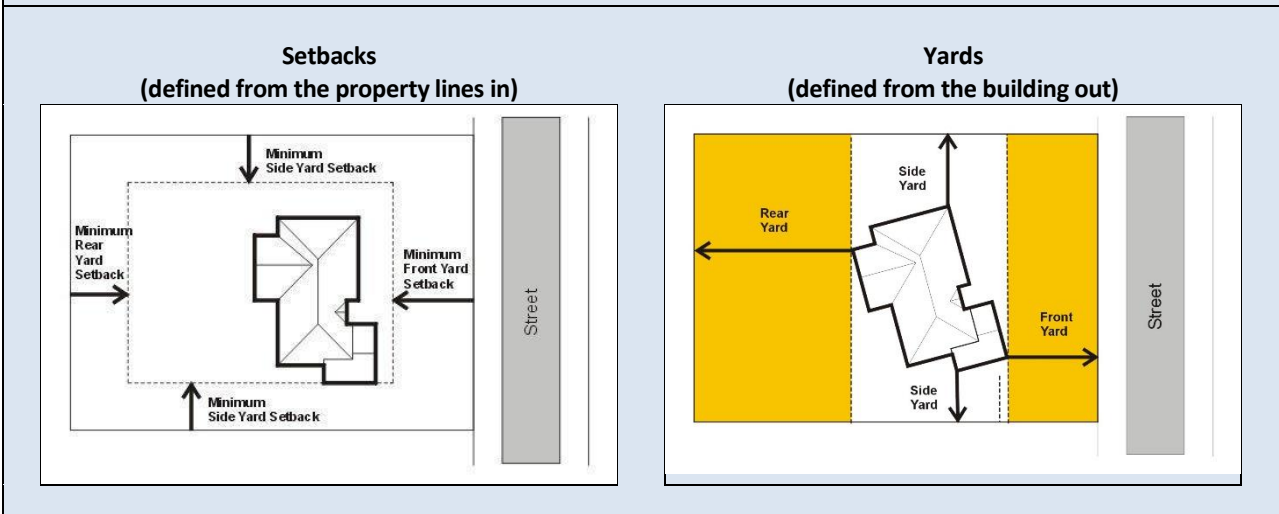 Setbacks
(defined from the property lines in)
Minimum
Side Yard Setback
Minimum
Rear
Yard
Setback
Minimum
Front Yard
Setback
Street
Minimum
Side Yard Setback
Yards
(defined from the building out)
Side
Yard
Rear
Yard
Front
Yard
Street
Side
Yard